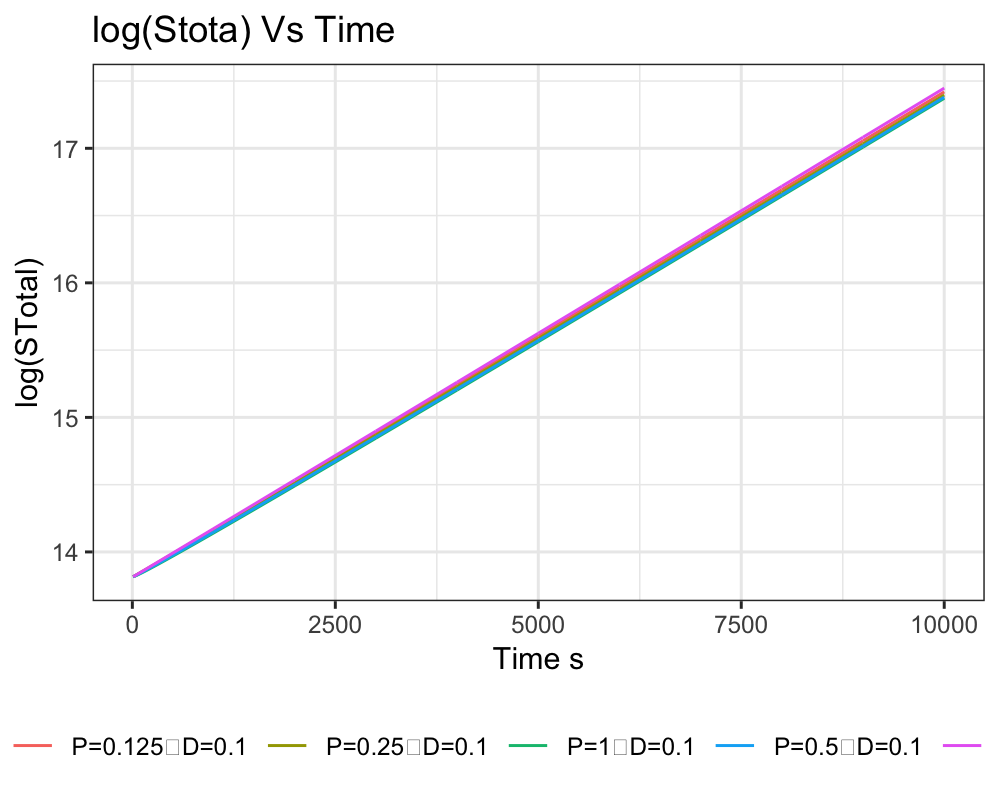 log(Stota) Vs Time
log(STotal)
17
16
15
14
0 2500 5000 7500 10000
Time s
P=0.125□D=0.1 P=0.25□D=0.1 P=1□D=0.1 P=0.5□D=0.1